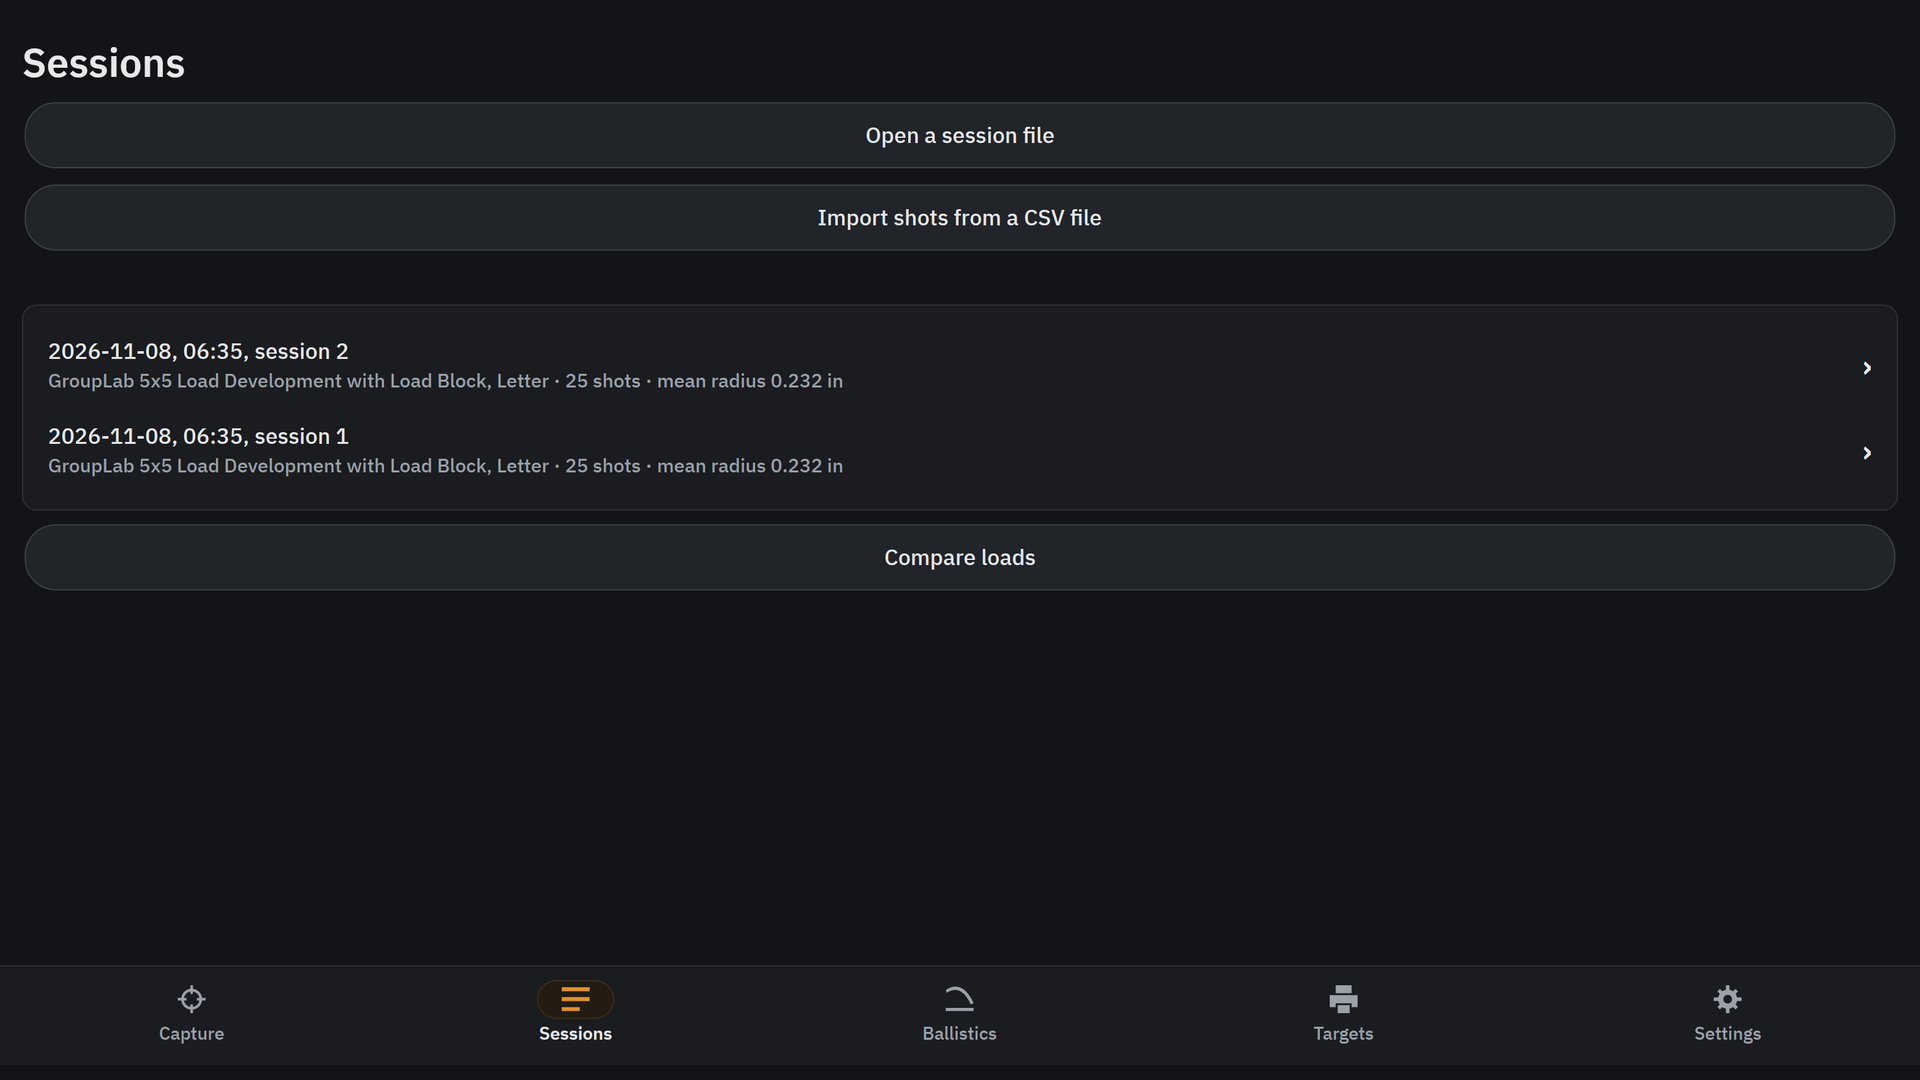 Sessions
Open a session file
Import shots from a CSV file
2026-11-08, 06:35, session 2
GroupLab 5x5 Load Development with Load Block, Letter · 25 shots · mean radius 0.232 in
2026-11-08, 06:35, session 1
GroupLab 5x5 Load Development with Load Block, Letter · 25 shots · mean radius 0.232 in
Compare loads
Capture
Sessions
Ballistics
Targets
Settings